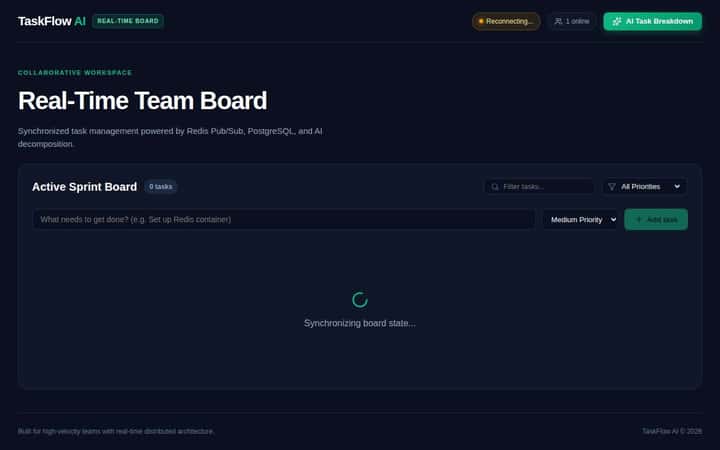 TaskFlow AI REAL-TIME BOARD Reconnecting... 1 online AI Task Breakdown
COLLABORATIVE WORKSPACE
Real-Time Team Board
Synchronized task management powered by Redis Pub/Sub, PostgreSQL, and AI
decomposition.
Active Sprint Board 0 tasks Filter tasks... All Priorities
What needs to get done? (e.g. Set up Redis container) Medium Priority Add task
Synchronizing board state...
Built for high-velocity teams with real-time distributed architecture. TaskFlow AI © 2026